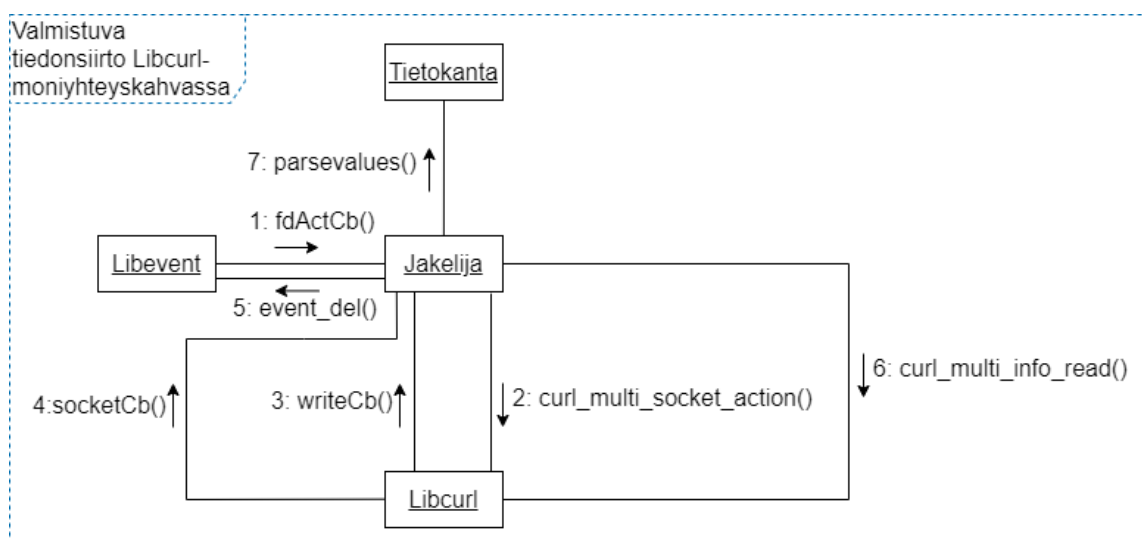 Valmistuva
tiedonsiirto Libcurl-
moniyhteyskahvassa
Tietokanta
7: parsevalues()
1: fdActCb()
Libevent
Jakelija
5: event_del()
4:socketCb()
3: writeCb()
2: curl_multi_socket_action()
6: curl_multi_info_read()
Libcurl